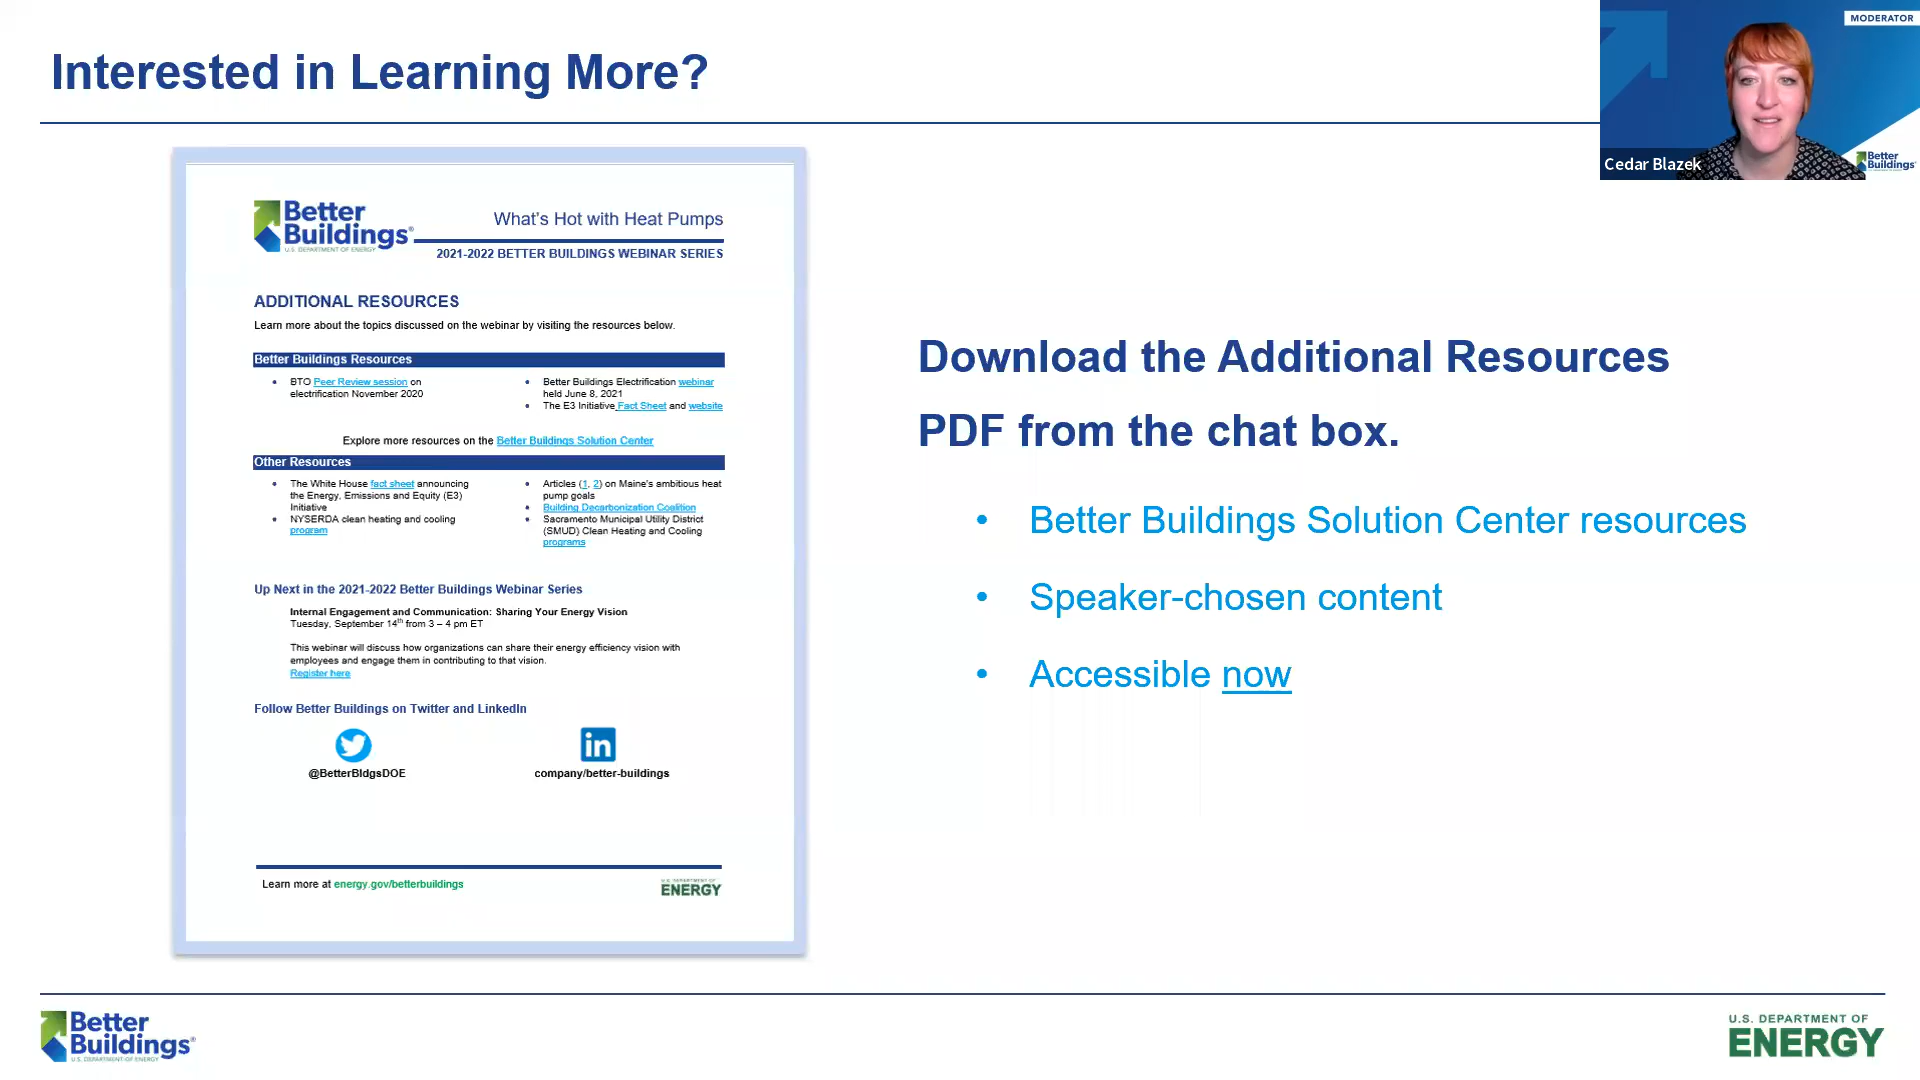 Interested in Learning More?
MODERATOR
Cedar Blazek
Better
Buildings®
Better
Buildings®
U.S. DEPARTMENT OF ENERGY
What's Hot with Heat Pumps
2021-2022 BETTER BUILDINGS WEBINAR SERIES
ADDITIONAL RESOURCES
Learn more about the topics discussed on the webinar by visiting the resources below.
Better Buildings Resources
• BTO Peer Review session on
electrification November 2020
• Better Buildings Electrification webinar
held June 8, 2021
• The E3 Initiative Fact Sheet and website
Explore more resources on the Better Buildings Solution Center
Other Resources
• The White House fact sheet announcing
the Energy, Emissions and Equity (E3)
Initiative
• NYSERDA clean heating and cooling
program
• Articles (1, 2) on Maine's ambitious heat
pump goals
• Building Decarbonization Coalition
• Sacramento Municipal Utility District
(SMUD) Clean Heating and Cooling
programs
Up Next in the 2021-2022 Better Buildings Webinar Series
Internal Engagement and Communication: Sharing Your Energy Vision
Tuesday, September 14th from 3 – 4 pm ET
This webinar will discuss how organizations can share their energy efficiency vision with
employees and engage them in contributing to that vision.
Register here
Follow Better Buildings on Twitter and LinkedIn
in
@BetterBldgsDOE
company/better-buildings
Learn more at energy.gov/betterbuildings
U.S. DEPARTMENT OF
ENERGY
Download the Additional Resources
PDF from the chat box.
• Better Buildings Solution Center resources
• Speaker-chosen content
• Accessible now
Better
Buildings®
U.S. DEPARTMENT OF ENERGY
U.S. DEPARTMENT OF
ENERGY